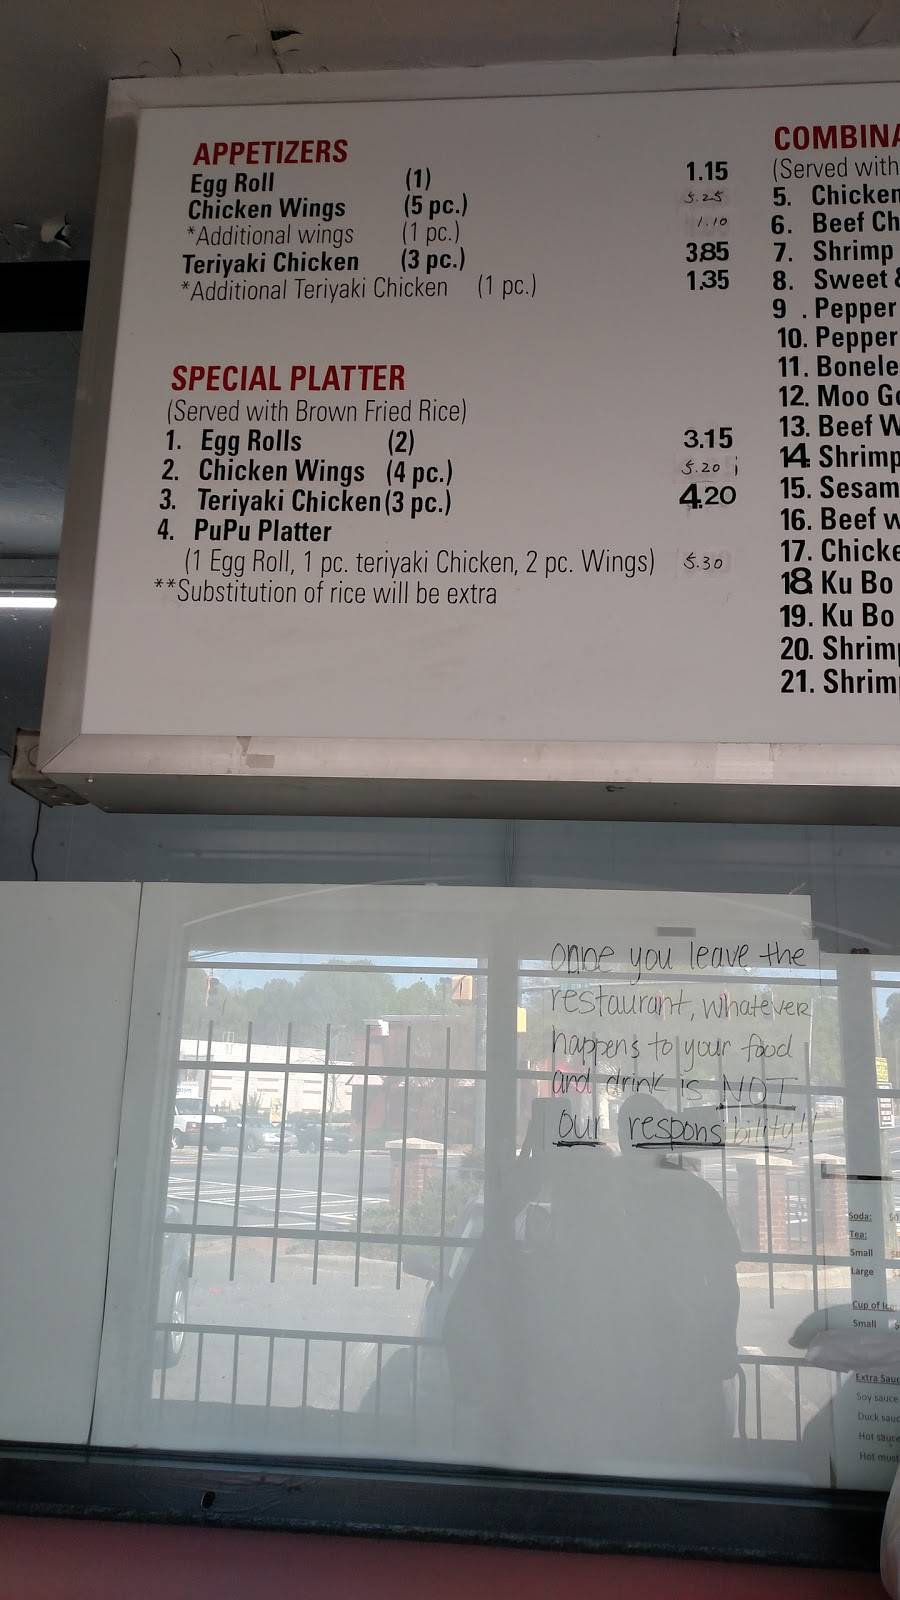 APPETIZERS
Egg Roll (1) 1.15
Chicken Wings (5 pc.) 5.25
*Additional wings (1 pc.) 1.10
Teriyaki Chicken (3 pc.) 3.85
*Additional Teriyaki Chicken (1 pc.) 1.35
SPECIAL PLATTER
(Served with Brown Fried Rice)
1. Egg Rolls (2) 3.15
2. Chicken Wings (4 pc.) 5.20
3. Teriyaki Chicken (3 pc.) 4.20
4. PuPu Platter
(1 Egg Roll, 1 pc. teriyaki Chicken, 2 pc. Wings) 5.30
**Substitution of rice will be extra
COMBINA
(Served with
5. Chicken
6. Beef Ch
7. Shrimp
8. Sweet &
9. Pepper
10. Pepper
11. Bonele
12. Moo Go
13. Beef W
14. Shrimp
15. Sesam
16. Beef w
17. Chicke
18. Ku Bo
19. Ku Bo
20. Shrimp
21. Shrim
once you leave the
restaurant, whatever
happens to your food
and drink is NOT
our responsibility!!
Soda:
Tea:
Small
Large
Cup of Ice:
Small
Extra Sauc
Soy sauce
Duck sauc
Hot sauce
Hot must